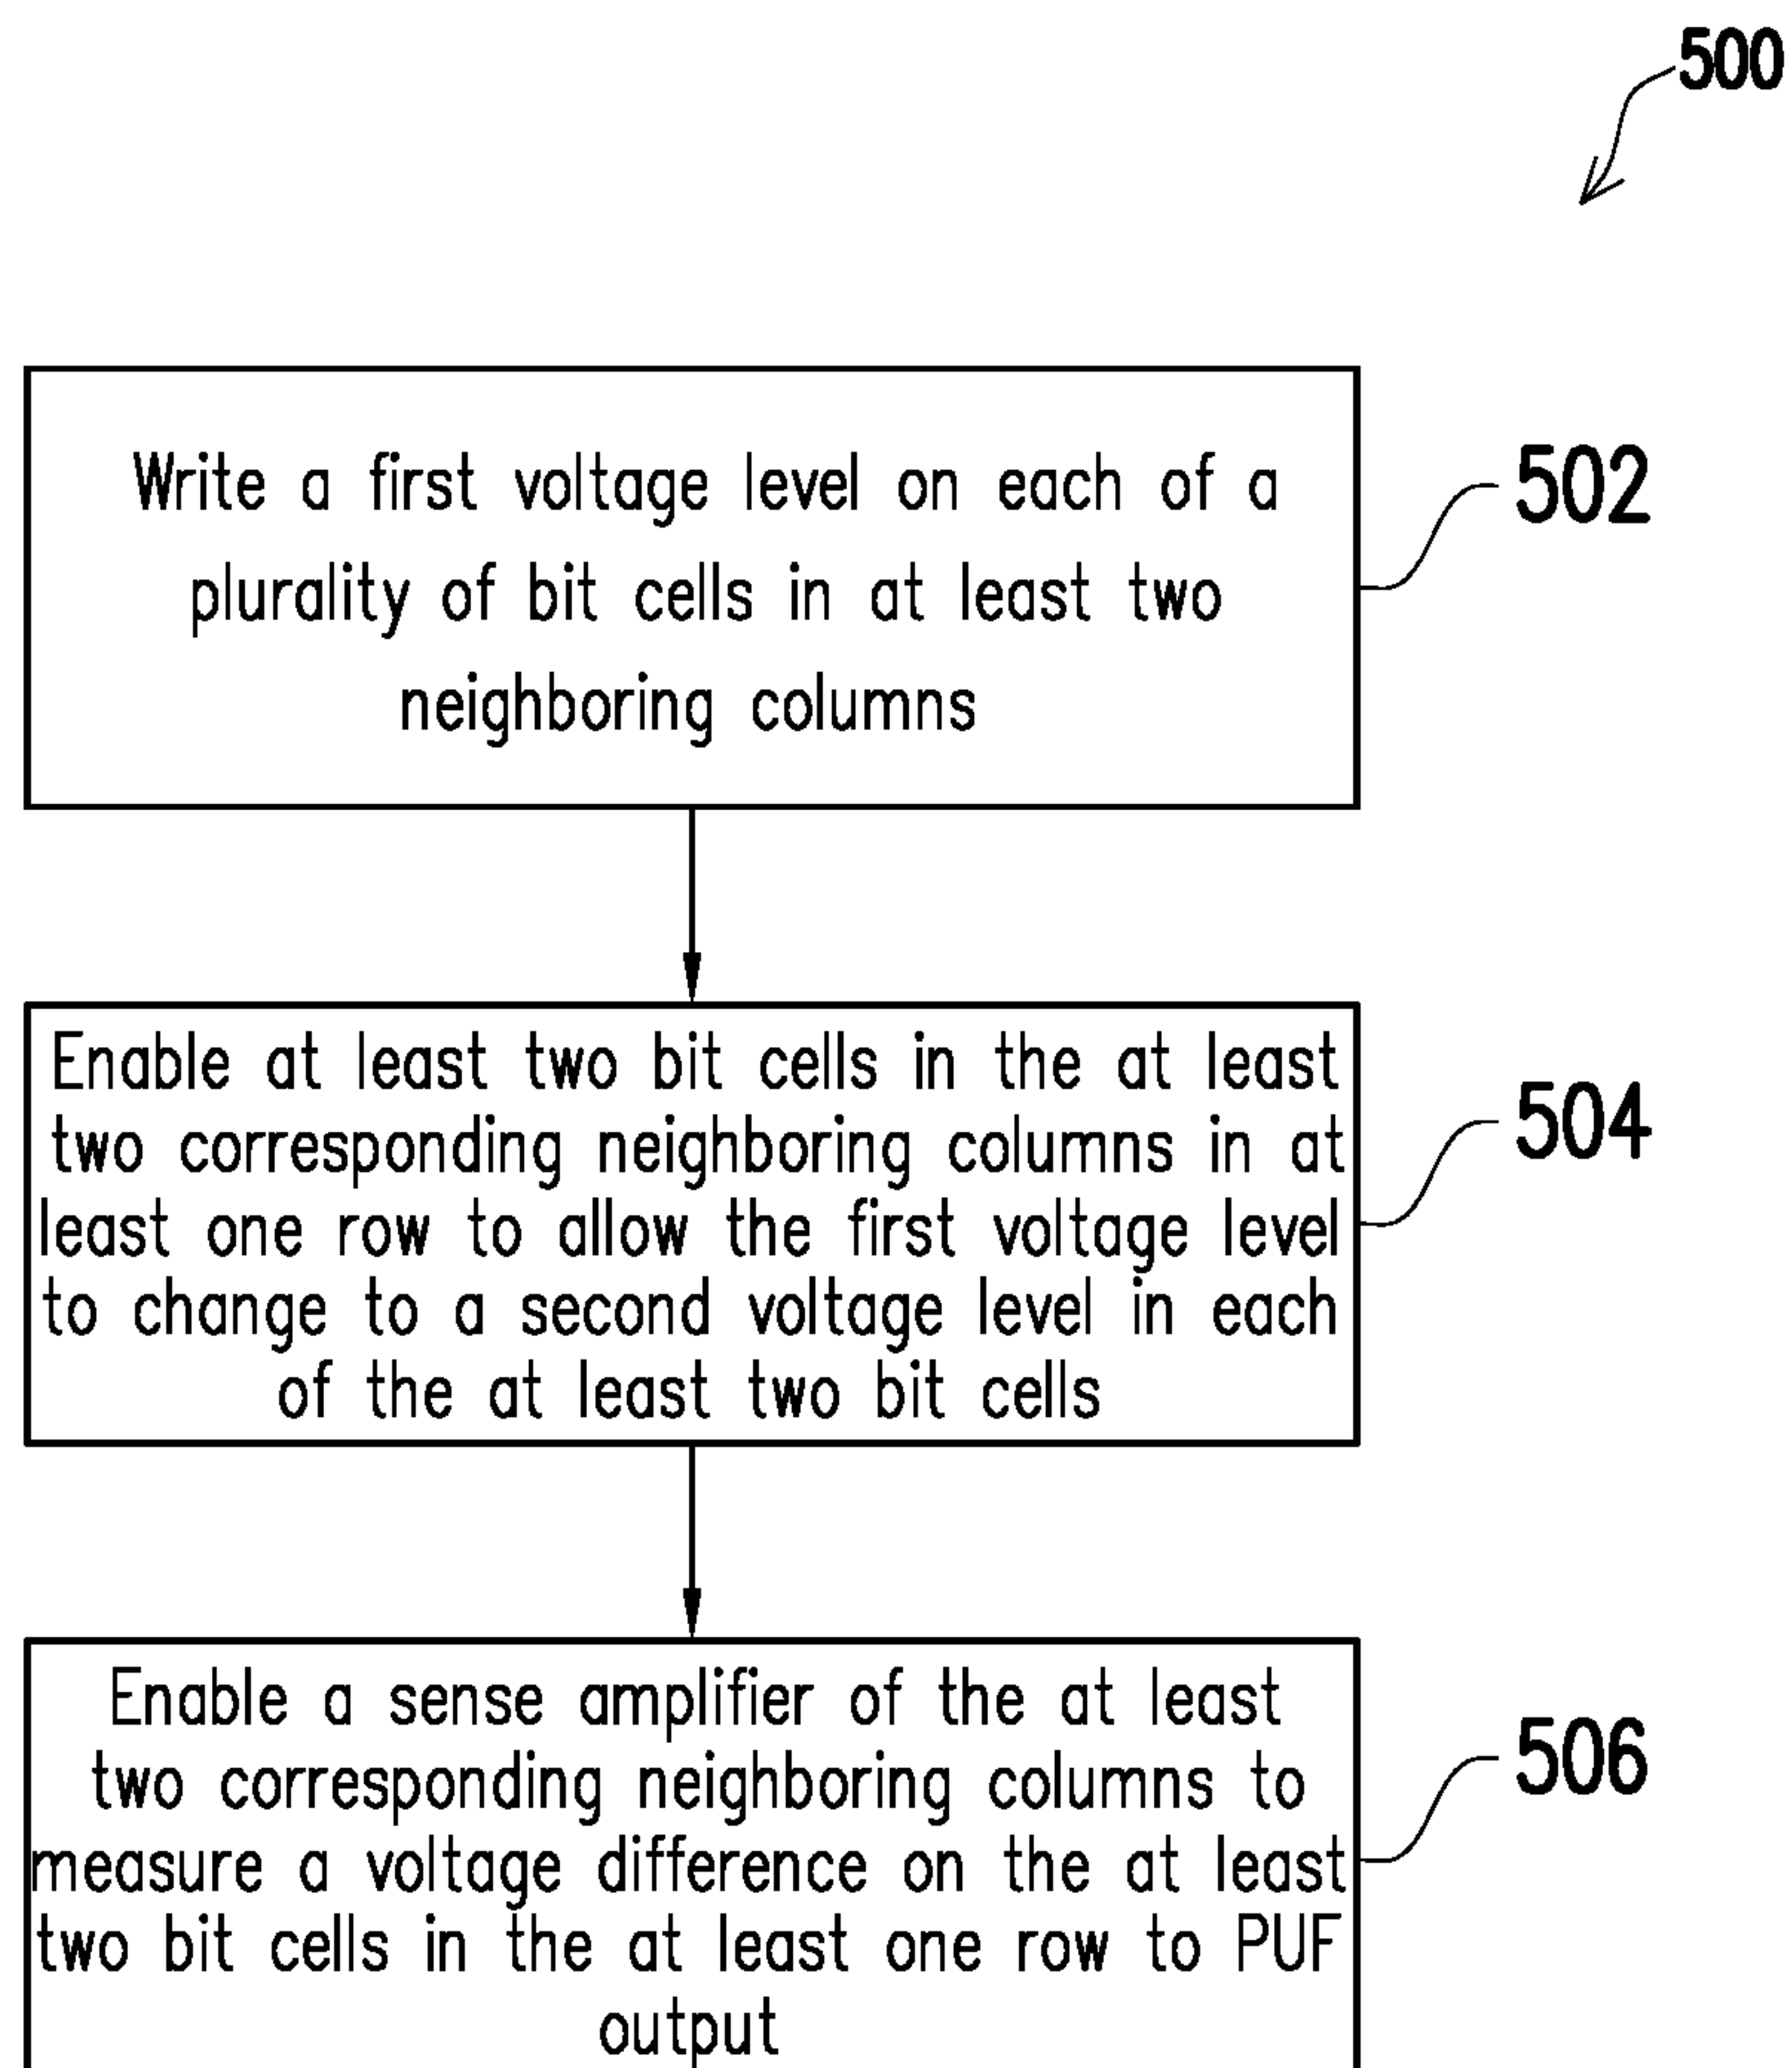 500
Write a first voltage level on each of a
plurality of bit cells in at least two
neighboring columns
502
Enable at least two bit cells in the at least
two corresponding neighboring columns in at
least one row to allow the first voltage level
to change to a second voltage level in each
of the at least two bit cells
504
Enable a sense amplifier of the at least
two corresponding neighboring columns to
measure a voltage difference on the at least
two bit cells in the at least one row to PUF
output
506